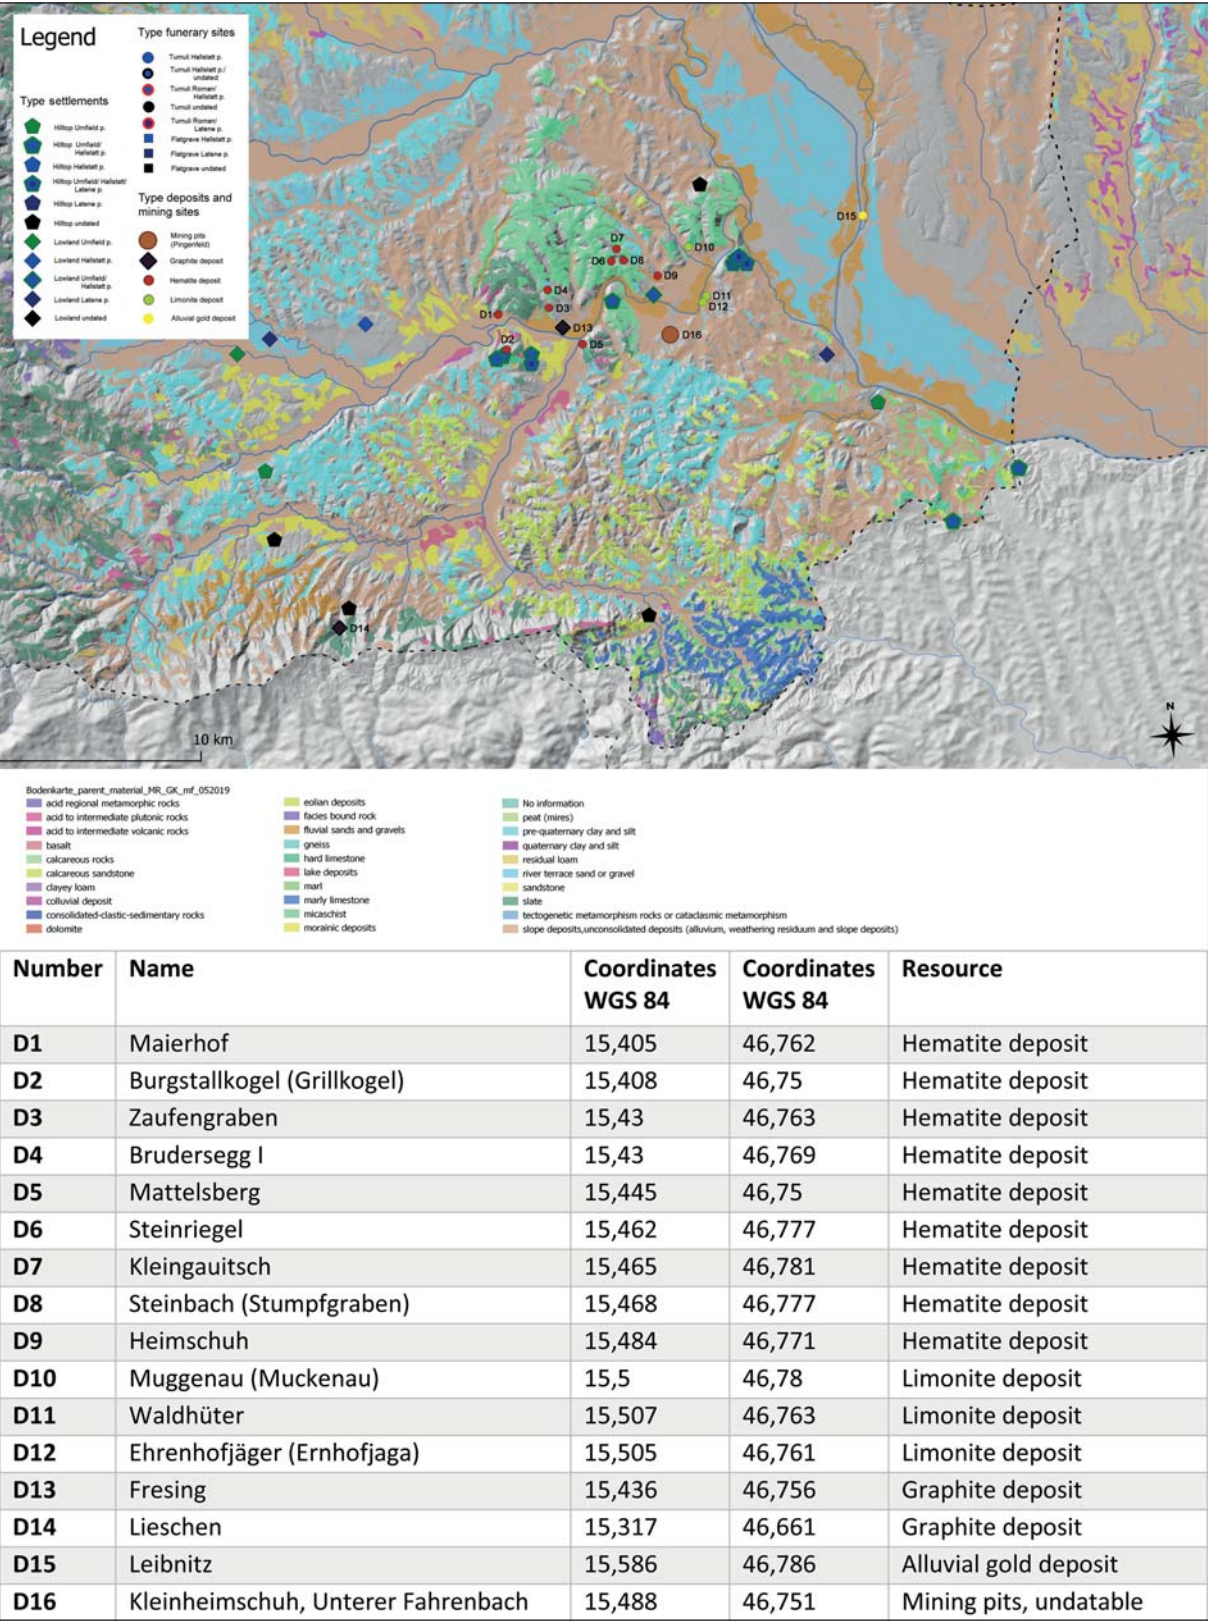 Legend
Type settlements
Hilltop Urnfield p.
Hilltop Urnfield/
Hallstatt p.
Hilltop Hallstatt p.
Hilltop Urnfield/ Hallstatt/
Latene p.
Hilltop Latene p.
Hilltop undated
Lowland Urnfield p.
Lowland Hallstatt p.
Lowland Urnfield/
Hallstatt p.
Lowland Latene p.
Lowland undated
Type funerary sites
Tumuli Hallstatt p.
Tumuli Hallstatt p./
undated
Tumuli Roman/
Hallstatt p.
Tumuli undated
Tumuli Roman/
Latene p.
Flatgrave Hallstatt p.
Flatgrave Latene p.
Flatgrave undated
Type deposits and
mining sites
Mining pits
(Pingenfeld)
Graphite deposit
Hematite deposit
Limonite deposit
Alluvial gold deposit
D15
D7
D10
D6
D8
D9
D4
D11
D3
D12
D1
D13
D16
D2
D5
D14
10 km
N
Bodenkarte_parent_material_MR_GK_mf_052019
acid regional metamorphic rocks
acid to intermediate plutonic rocks
acid to intermediate volcanic rocks
basalt
calcareous rocks
calcareous sandstone
clayey loam
colluvial deposit
consolidated-clastic-sedimentary rocks
dolomite
eolian deposits
facies bound rock
fluvial sands and gravels
gneiss
hard limestone
lake deposits
marl
marly limestone
micaschist
morainic deposits
No information
peat (mires)
pre-quaternary clay and silt
quaternary clay and silt
residual loam
river terrace sand or gravel
sandstone
slate
tectogenetic metamorphism rocks or cataclasmic metamorphism
slope deposits,unconsolidated deposits (alluvium, weathering residuum and slope deposits)
Number Name Coordinates Coordinates Resource
WGS 84 WGS 84
D1 Maierhof 15,405 46,762 Hematite deposit
D2 Burgstallkogel (Grillkogel) 15,408 46,75 Hematite deposit
D3 Zaufengraben 15,43 46,763 Hematite deposit
D4 Brudersegg I 15,43 46,769 Hematite deposit
D5 Mattelsberg 15,445 46,75 Hematite deposit
D6 Steinriegel 15,462 46,777 Hematite deposit
D7 Kleingauitsch 15,465 46,781 Hematite deposit
D8 Steinbach (Stumpfgraben) 15,468 46,777 Hematite deposit
D9 Heimschuh 15,484 46,771 Hematite deposit
D10 Muggenau (Muckenau) 15,5 46,78 Limonite deposit
D11 Waldhüter 15,507 46,763 Limonite deposit
D12 Ehrenhofjäger (Ernhofjaga) 15,505 46,761 Limonite deposit
D13 Fresing 15,436 46,756 Graphite deposit
D14 Lieschen 15,317 46,661 Graphite deposit
D15 Leibnitz 15,586 46,786 Alluvial gold deposit
D16 Kleinheimschuh, Unterer Fahrenbach 15,488 46,751 Mining pits, undatable